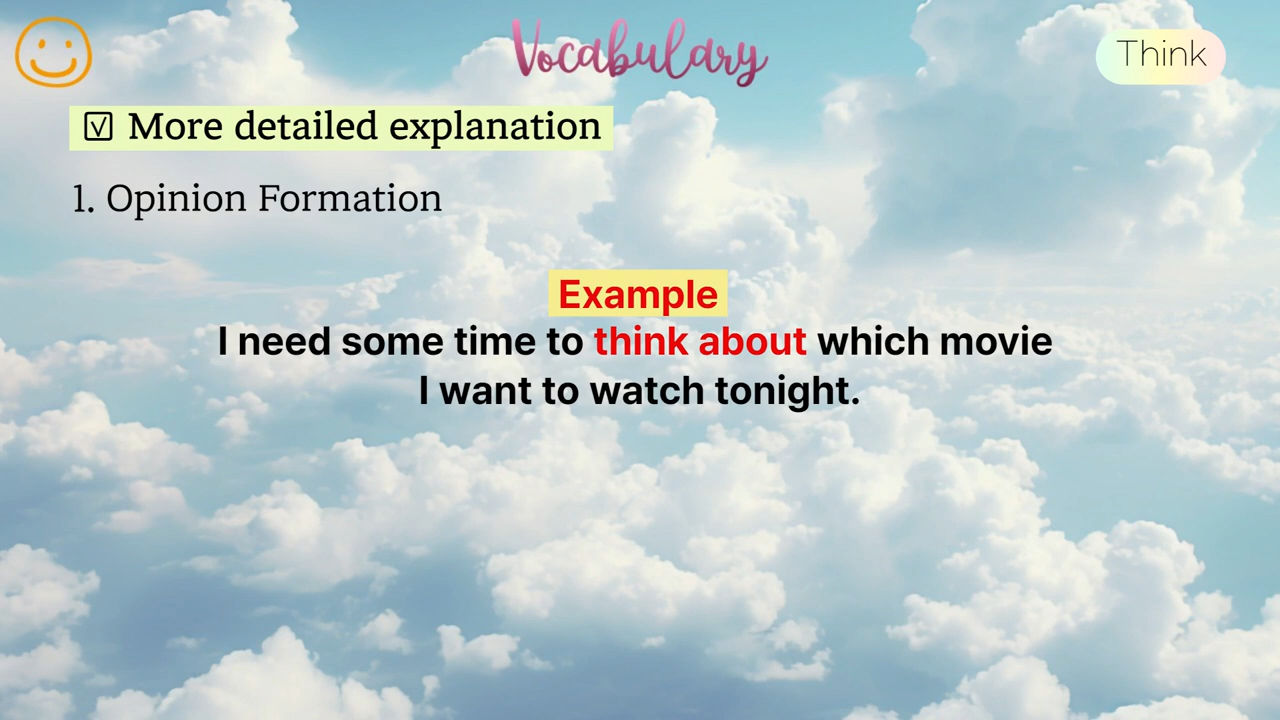 Vocabulary
Think
☑ More detailed explanation
1. Opinion Formation
Example
I need some time to think about which movie
I want to watch tonight.